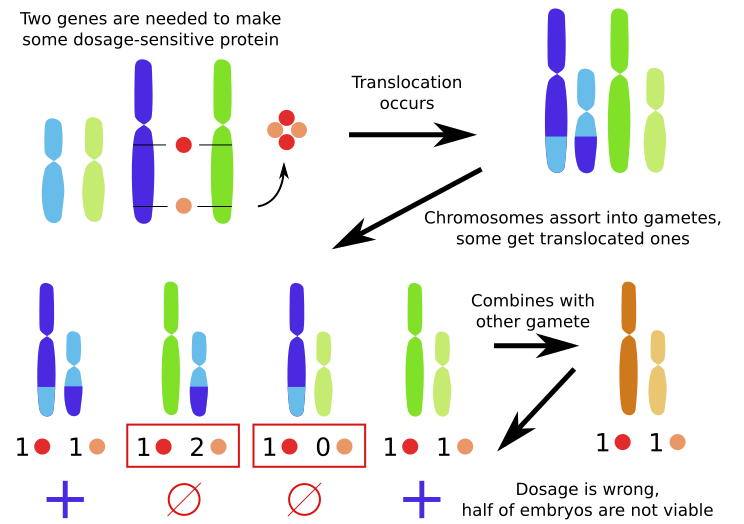 Two genes are needed to make
some dosage-sensitive protein
Translocation
occurs
Chromosomes assort into gametes,
some get translocated ones
Combines with
other gamete
1 1
1 2
1 0
1 1
1 1
Dosage is wrong,
half of embryos are not viable